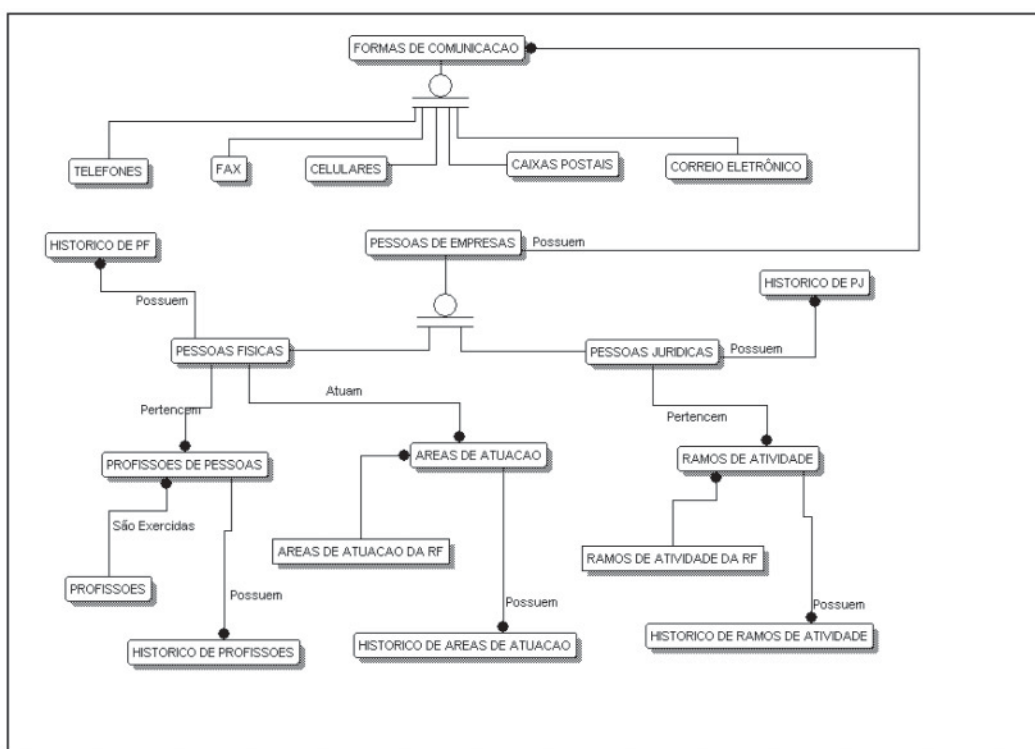 FORMAS DE COMUNICACAO
TELEFONES
FAX
CELULARES
CAIXAS POSTAIS
CORREIO ELETRÔNICO
HISTORICO DE PF
PESSOAS DE EMPRESAS
Possuem
HISTORICO DE PJ
Possuem
PESSOAS FISICAS
PESSOAS JURIDICAS
Possuem
Pertencem
Atuam
Pertencem
PROFISSOES DE PESSOAS
AREAS DE ATUACAO
RAMOS DE ATIVIDADE
São Exercidas
AREAS DE ATUACAO DA RF
RAMOS DE ATIVIDADE DA RF
PROFISSOES
Possuem
Possuem
Possuem
HISTORICO DE PROFISSOES
HISTORICO DE AREAS DE ATUACAO
HISTORICO DE RAMOS DE ATIVIDADE